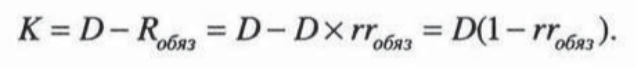 K = D − R_обяз = D − D × rr_обяз = D(1 − rr_обяз).